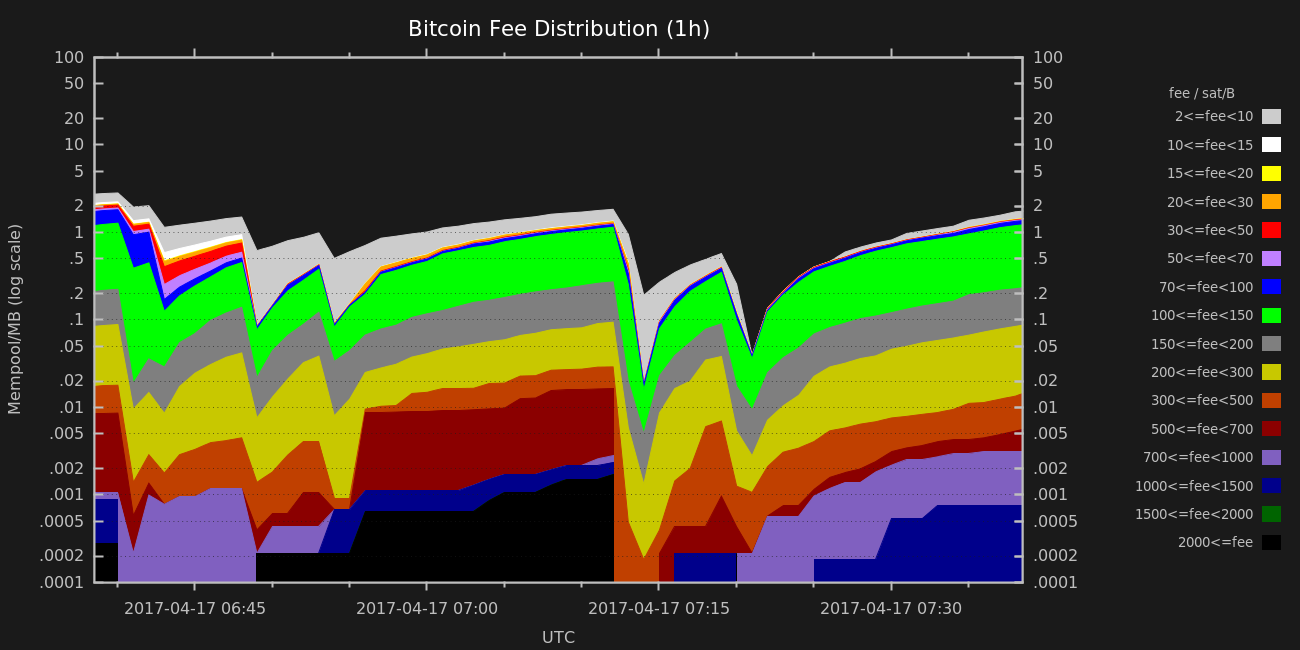 Bitcoin Fee Distribution (1h)
100 100
50 50
20 20
10 10
5 5
2 2
1 1
.5 .5
.2 .2
.1 .1
.05 .05
.02 .02
.01 .01
.005 .005
.002 .002
.001 .001
.0005 .0005
.0002 .0002
.0001 .0001
Mempool/MB (log scale)
2017-04-17 06:45 2017-04-17 07:00 2017-04-17 07:15 2017-04-17 07:30
UTC
fee / sat/B
2<=fee<10
10<=fee<15
15<=fee<20
20<=fee<30
30<=fee<50
50<=fee<70
70<=fee<100
100<=fee<150
150<=fee<200
200<=fee<300
300<=fee<500
500<=fee<700
700<=fee<1000
1000<=fee<1500
1500<=fee<2000
2000<=fee